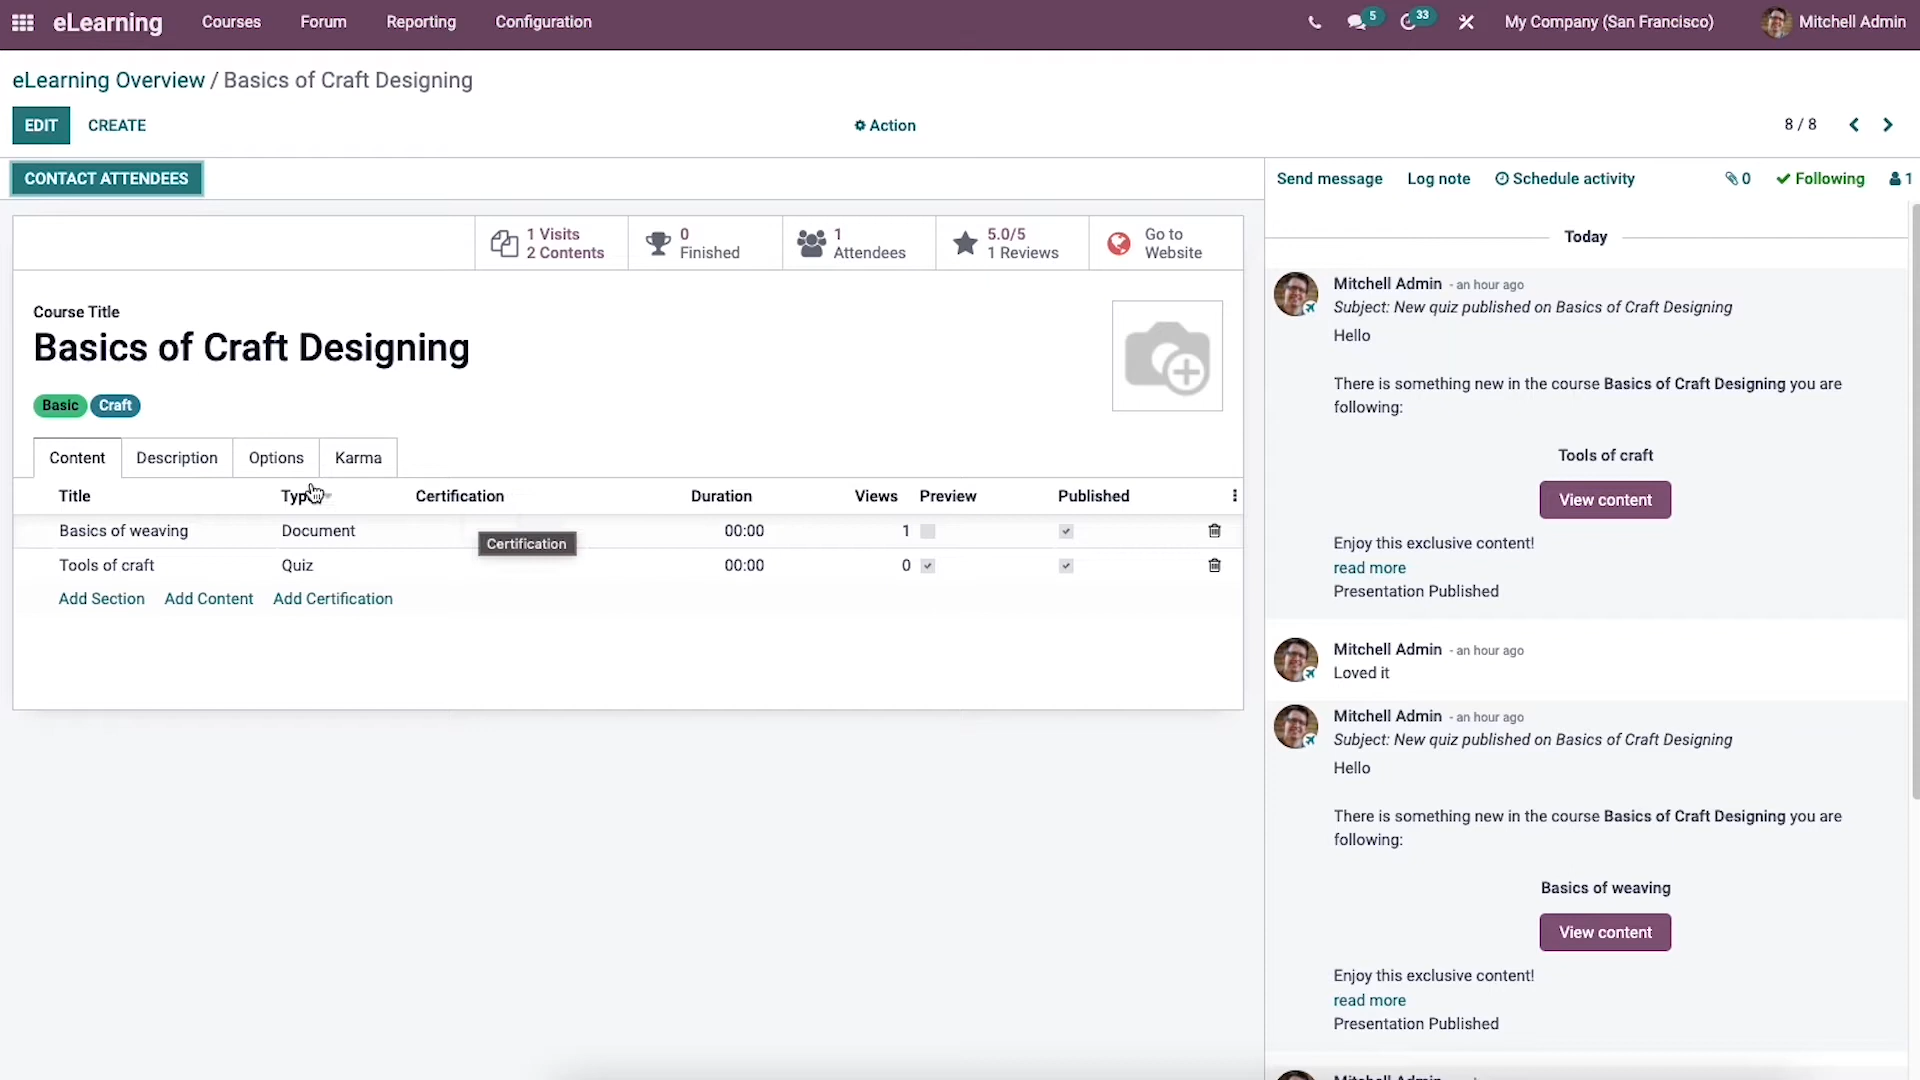 eLearning Courses Forum Reporting Configuration 5 33 My Company (San Francisco) Mitchell Admin
eLearning Overview / Basics of Craft Designing
EDIT CREATE Action 8 / 8
CONTACT ATTENDEES
1 Visits
2 Contents
0
Finished
1
Attendees
5.0/5
1 Reviews
Go to
Website
Course Title
Basics of Craft Designing
Basic Craft
Content Description Options Karma
Title Typ Certification Duration Views Preview Published
Basics of weaving Document 00:00 1
Certification
Tools of craft Quiz 00:00 0
Add Section Add Content Add Certification
Send message Log note Schedule activity 0 Following 1
Today
Mitchell Admin - an hour ago
Subject: New quiz published on Basics of Craft Designing
Hello
There is something new in the course Basics of Craft Designing you are
following:
Tools of craft
View content
Enjoy this exclusive content!
read more
Presentation Published
Mitchell Admin - an hour ago
Loved it
Mitchell Admin - an hour ago
Subject: New quiz published on Basics of Craft Designing
Hello
There is something new in the course Basics of Craft Designing you are
following:
Basics of weaving
View content
Enjoy this exclusive content!
read more
Presentation Published
Mitchell Admin